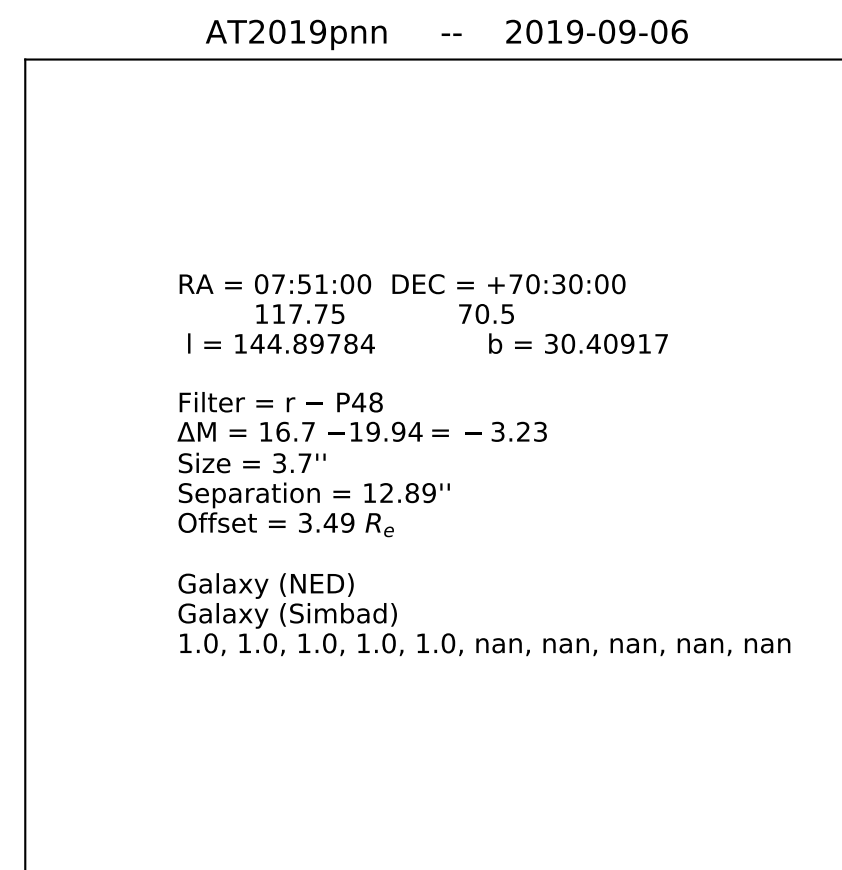 AT2019pnn -- 2019-09-06
RA = 07:51:00 DEC = +70:30:00
117.75 70.5
l = 144.89784 b = 30.40917
Filter = r − P48
ΔM = 16.7 −19.94 = − 3.23
Size = 3.7''
Separation = 12.89''
Offset = 3.49 Rₑ
Galaxy (NED)
Galaxy (Simbad)
1.0, 1.0, 1.0, 1.0, 1.0, nan, nan, nan, nan, nan